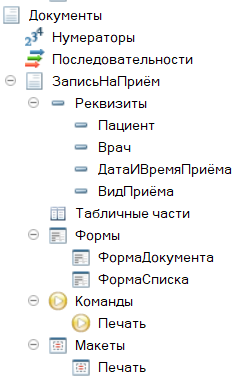 Документы
Нумераторы
Последовательности
ЗаписьНаПриём
Реквизиты
Пациент
Врач
ДатаИВремяПриёма
ВидПриёма
Табличные части
Формы
ФормаДокумента
ФормаСписка
Команды
Печать
Макеты
Печать